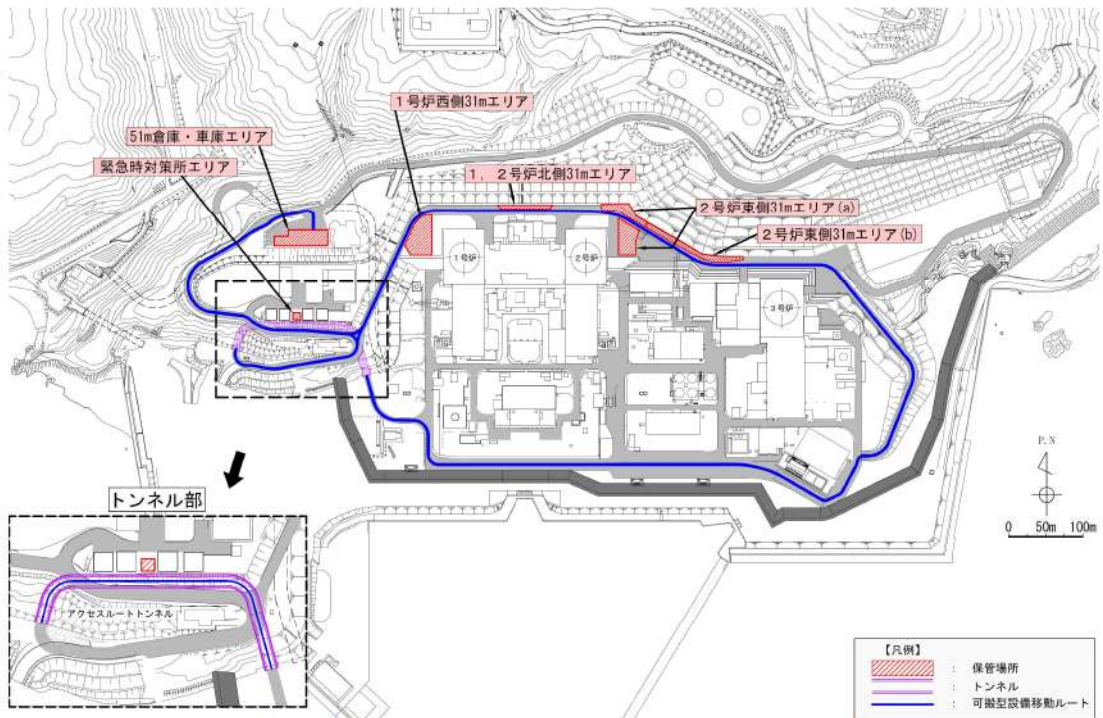 1号炉西側31mエリア
51m倉庫・車庫エリア
緊急時対策所エリア
1、2号炉北側31mエリア
2号炉東側31mエリア(a)
2号炉東側31mエリア(b)
1号炉
2号炉
3号炉
P.N
0 50m 100m
トンネル部
アクセスルートトンネル
【凡例】
: 保管場所
: トンネル
: 可搬型設備移動ルート